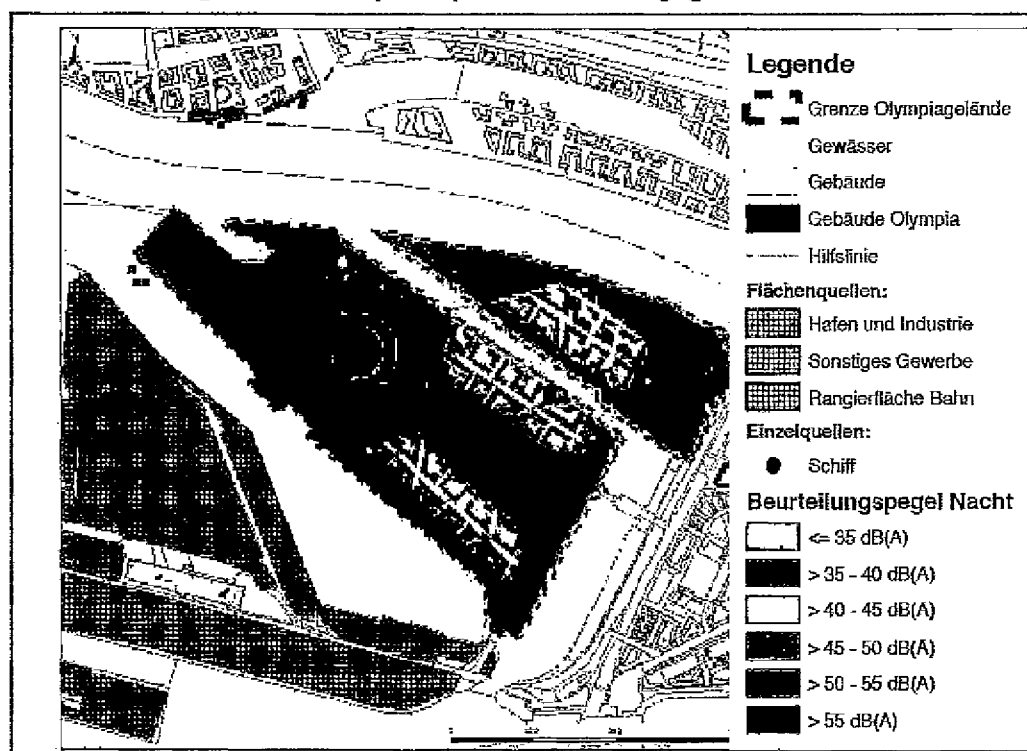 Legende
Grenze Olympiagelände
Gewässer
Gebäude
Gebäude Olympia
Hilfslinie
Flächenquellen:
Hafen und Industrie
Sonstiges Gewerbe
Rangierfläche Bahn
Einzelquellen:
Schiff
Beurteilungspegel Nacht
<= 35 dB(A)
> 35 - 40 dB(A)
> 40 - 45 dB(A)
> 45 - 50 dB(A)
> 50 - 55 dB(A)
> 55 dB(A)